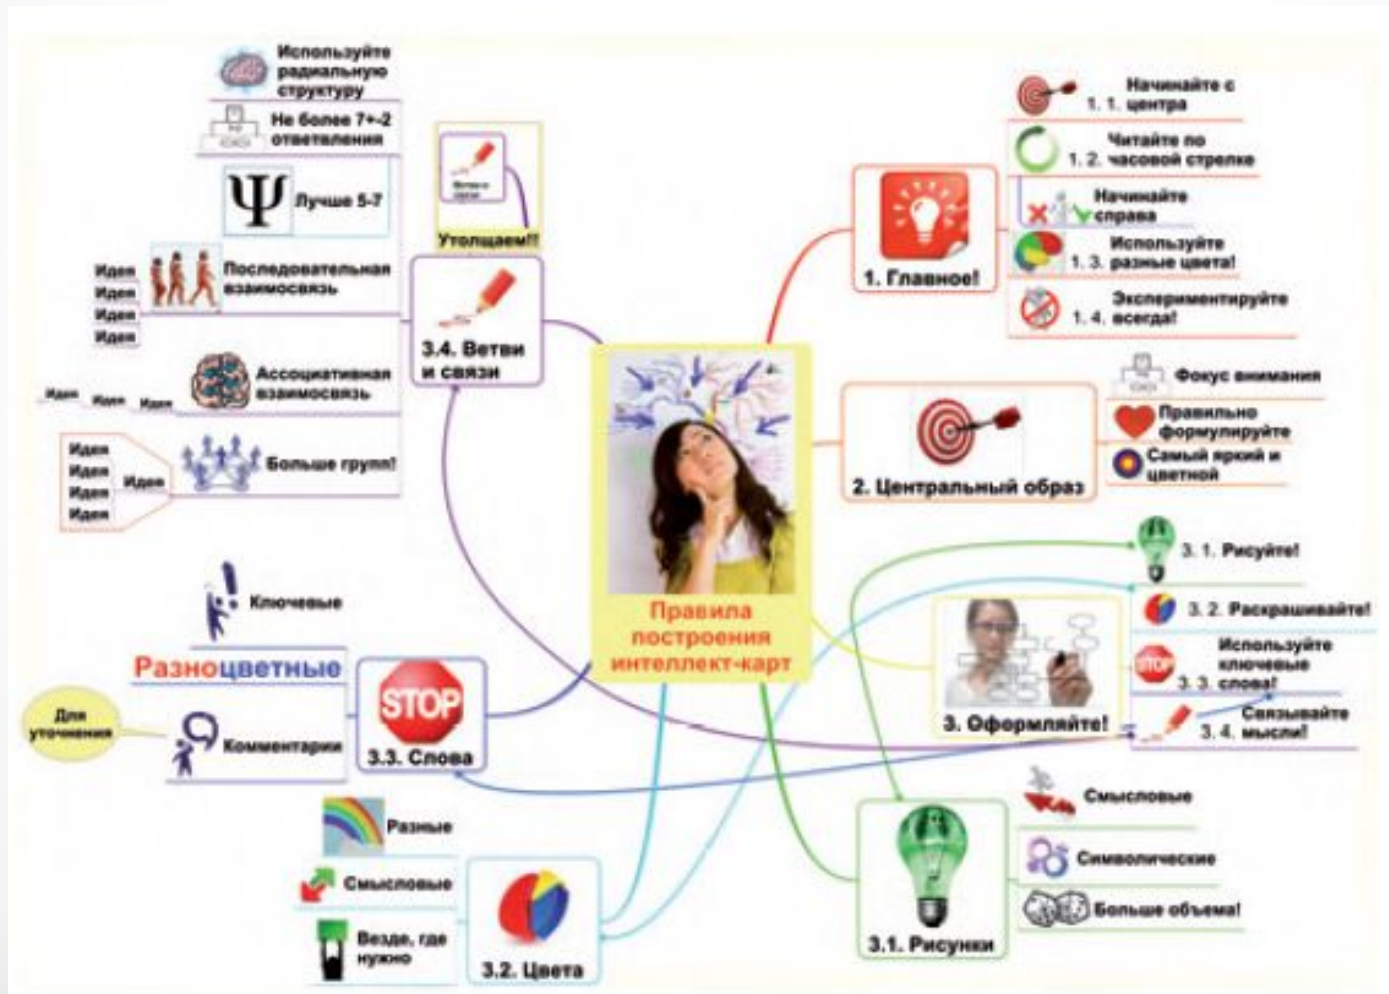 Правила
построения
интеллект-карт
1. Главное!
Начинайте с
1. 1. центра
Читайте по
1. 2. часовой стрелке
Начинайте
справа
Используйте
1. 3. разные цвета!
Экспериментируйте
1. 4. всегда!
2. Центральный образ
Фокус внимания
Правильно
формулируйте
Самый яркий и
цветной
3. Оформляйте!
3. 1. Рисуйте!
3. 2. Раскрашивайте!
Используйте
ключевые
3. 3. слова!
Связывайте
3. 4. мысли!
3.1. Рисунки
Смысловые
Символические
Больше объема!
3.2. Цвета
Разные
Смысловые
Везде, где
нужно
3.3. Слова
STOP
STOP
Ключевые
Разноцветные
Комментарии
Для
уточнения
3.4. Ветви
и связи
Ветви и
связи
Утолщаем!!
Используйте
радиальную
структуру
Не более 7+-2
ответвления
Ψ
Лучше 5-7
Последовательная
взаимосвязь
Идея
Идея
Идея
Идея
Ассоциативная
взаимосвязь
Идея
Идея
Идея
Больше групп!
Идея
Идея
Идея
Идея
Идея